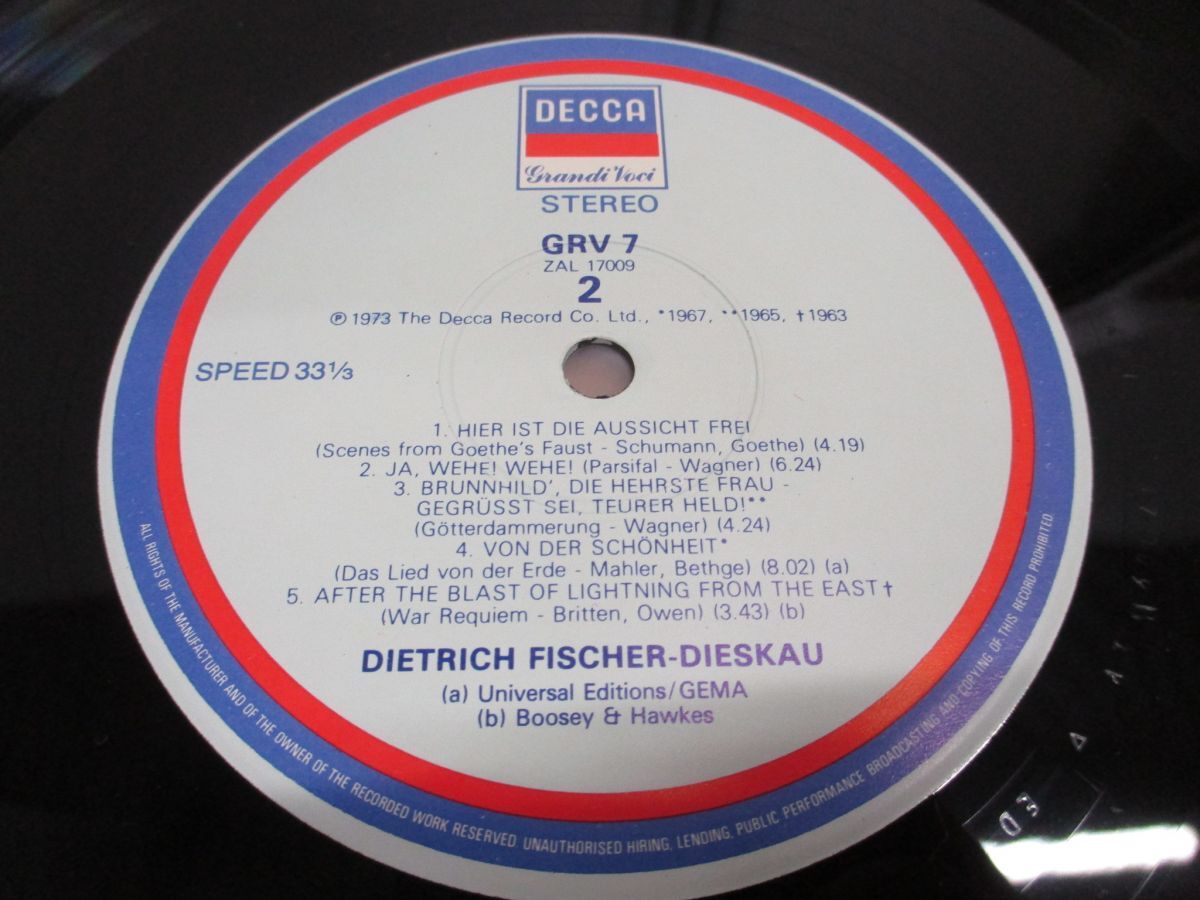 DECCA
Grandi Voci
STEREO
GRV 7
ZAL 17009
2
℗ 1973 The Decca Record Co. Ltd., *1967, **1965, †1963
SPEED 33 1/3
1. HIER IST DIE AUSSICHT FREI
(Scenes from Goethe's Faust - Schumann, Goethe) (4.19)
2. JA, WEHE! WEHE! (Parsifal - Wagner) (6.24)
3. BRUNNHILD', DIE HEHRSTE FRAU -
GEGRÜSST SEI, TEURER HELD!**
(Götterdammerung - Wagner) (4.24)
4. VON DER SCHÖNHEIT*
(Das Lied von der Erde - Mahler, Bethge) (8.02) (a)
5. AFTER THE BLAST OF LIGHTNING FROM THE EAST†
(War Requiem - Britten, Owen) (3.43) (b)
DIETRICH FISCHER-DIESKAU
(a) Universal Editions/GEMA
(b) Boosey & Hawkes
ALL RIGHTS OF THE MANUFACTURER AND OF THE OWNER OF THE RECORDED WORK RESERVED UNAUTHORISED HIRING, LENDING, PUBLIC PERFORMANCE BROADCASTING AND COPYING OF THIS RECORD PROHIBITED.